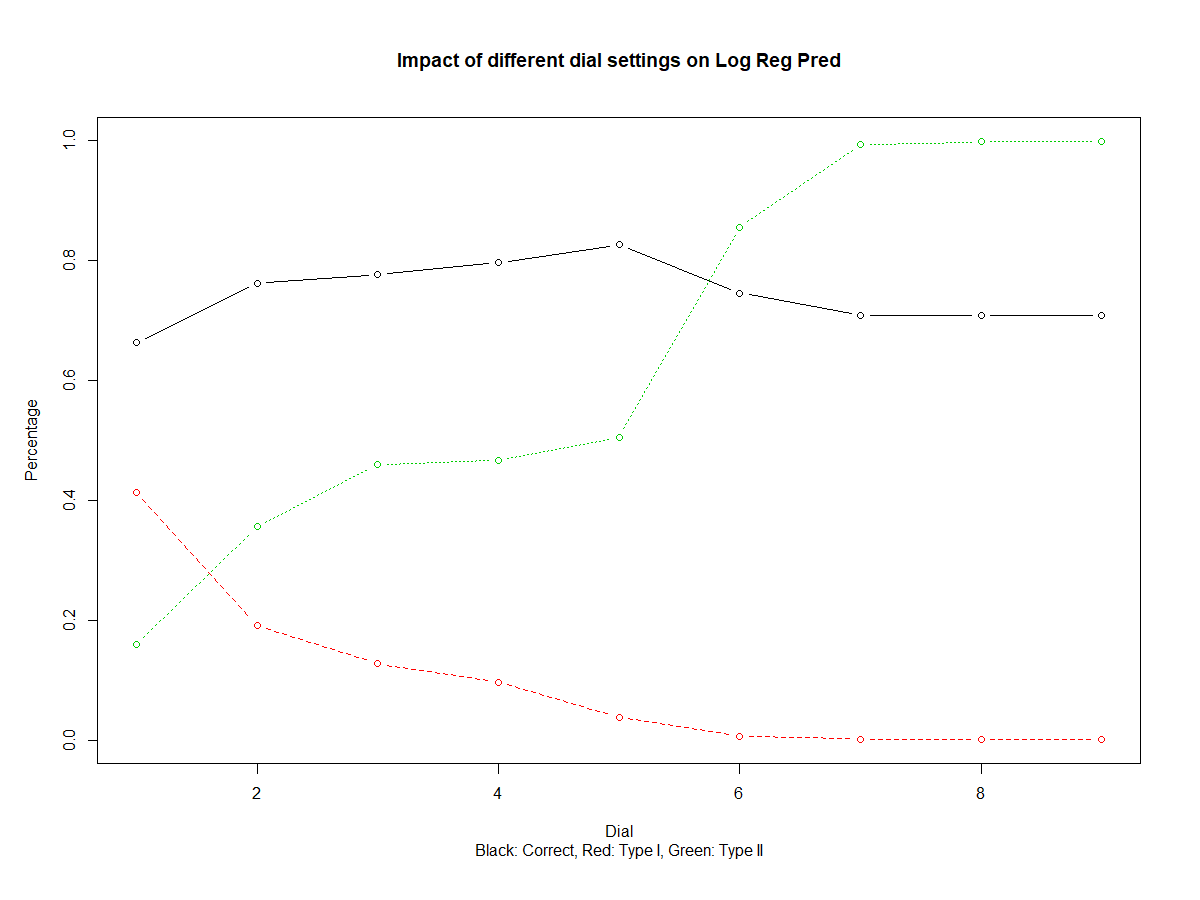 Impact of different dial settings on Log Reg Pred
Percentage
1.0
0.8
0.6
0.4
0.2
0.0
2 4 6 8
Dial
Black: Correct, Red: Type I, Green: Type II